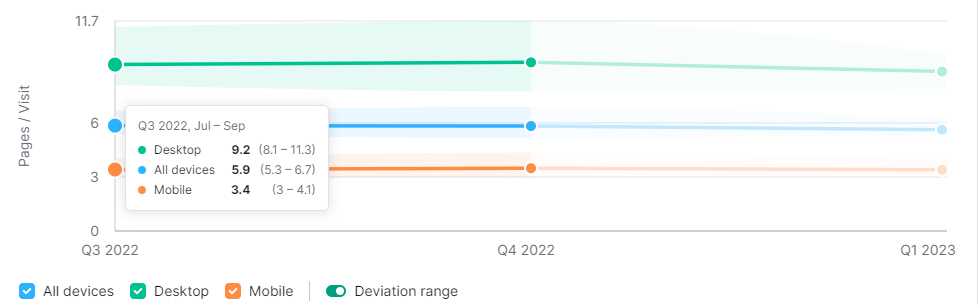 11.7
Pages / Visit
6
3
0
Q3 2022, Jul – Sep
Desktop 9.2 (8.1 – 11.3)
All devices 5.9 (5.3 – 6.7)
Mobile 3.4 (3 – 4.1)
Q3 2022 Q4 2022 Q1 2023
All devices Desktop Mobile Deviation range